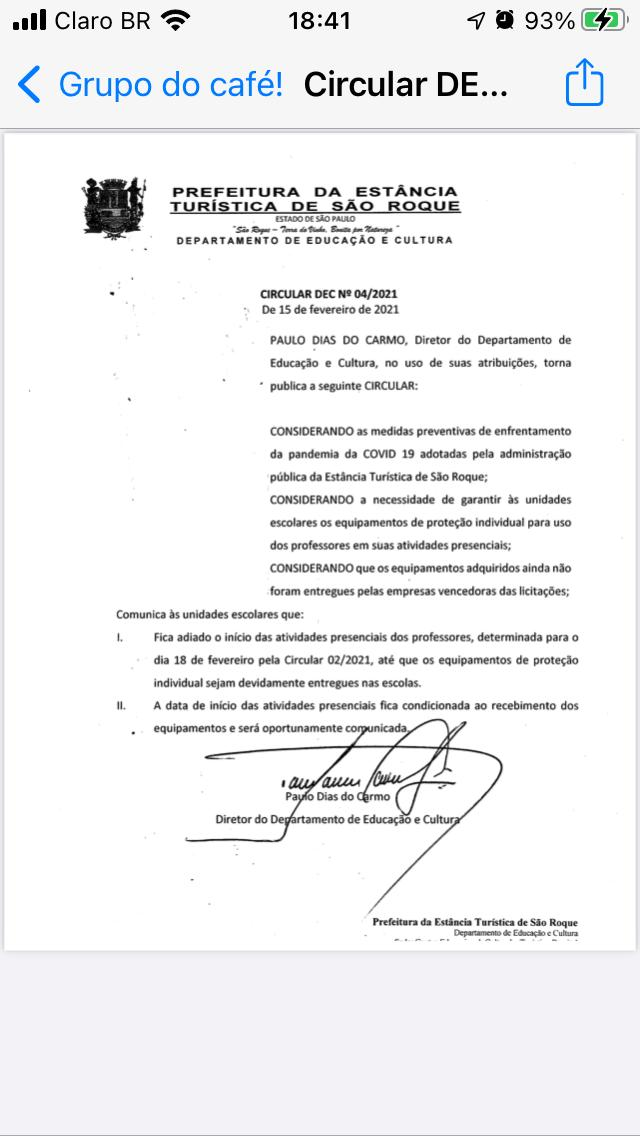 Claro BR 18:41 93%
Grupo do café! Circular DE...
PREFEITURA DA ESTÂNCIA
TURÍSTICA DE SÃO ROQUE
ESTADO DE SÃO PAULO
"São Roque – Terra do Vinho, Bonita por Natureza"
DEPARTAMENTO DE EDUCAÇÃO E CULTURA
CIRCULAR DEC Nº 04/2021
De 15 de fevereiro de 2021
PAULO DIAS DO CARMO, Diretor do Departamento de
Educação e Cultura, no uso de suas atribuições, torna
publica a seguinte CIRCULAR:
CONSIDERANDO as medidas preventivas de enfrentamento
da pandemia da COVID 19 adotadas pela administração
pública da Estância Turística de São Roque;
CONSIDERANDO a necessidade de garantir às unidades
escolares os equipamentos de proteção individual para uso
dos professores em suas atividades presenciais;
CONSIDERANDO que os equipamentos adquiridos ainda não
foram entregues pelas empresas vencedoras das licitações;
Comunica às unidades escolares que:
I. Fica adiado o início das atividades presenciais dos professores, determinada para o
dia 18 de fevereiro pela Circular 02/2021, até que os equipamentos de proteção
individual sejam devidamente entregues nas escolas.
II. A data de início das atividades presenciais fica condicionada ao recebimento dos
equipamentos e será oportunamente comunicada.
Paulo Dias do Carmo
Diretor do Departamento de Educação e Cultura
Prefeitura da Estância Turística de São Roque
Departamento de Educação e Cultura